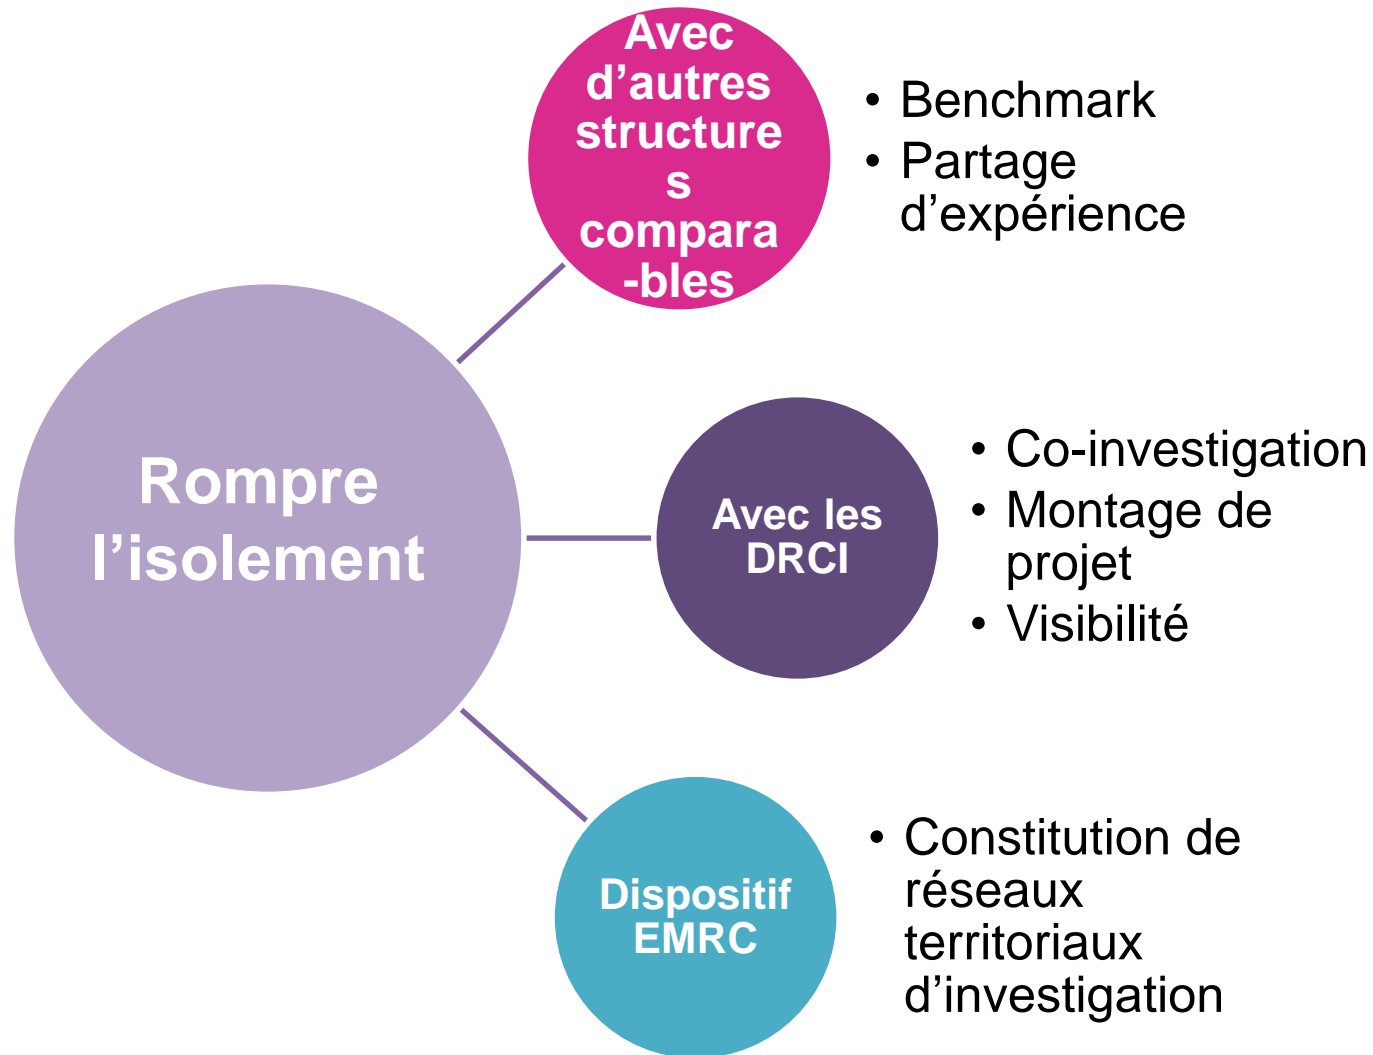 Rompre
l’isolement
Avec
d’autres
structure
s
compara
-bles
• Benchmark
• Partage
d’expérience
Avec les
DRCI
• Co-investigation
• Montage de
projet
• Visibilité
Dispositif
EMRC
• Constitution de
réseaux
territoriaux
d’investigation